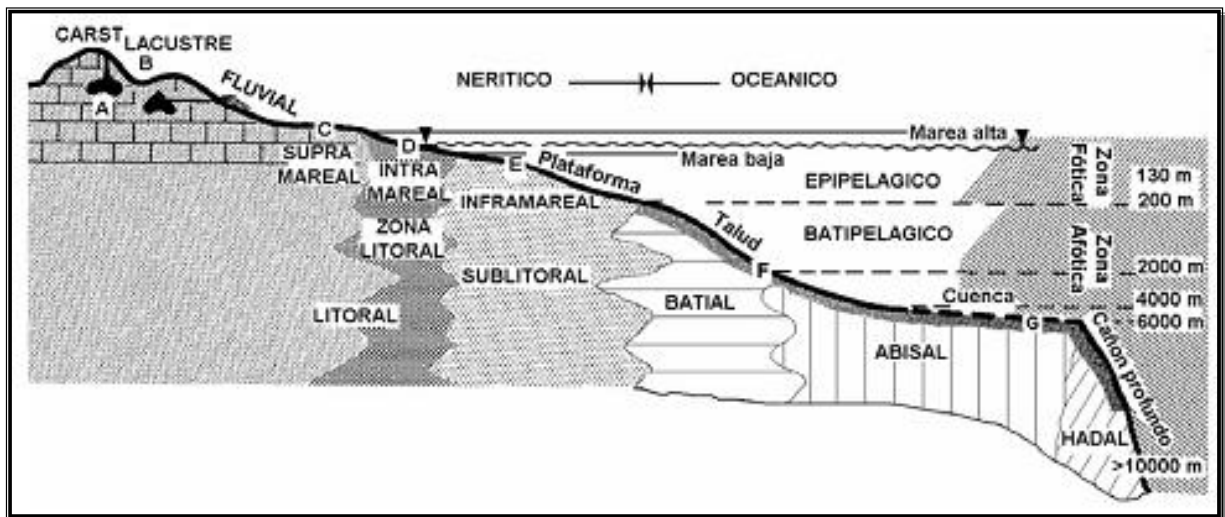 CARST
LACUSTRE
B
A
FLUVIAL
C
NERITICO
OCEANICO
D
Marea alta
SUPRA
MAREAL
INTRA
MAREAL
E
Plataforma
Marea baja
Zona
Fótica
130 m
EPIPELAGICO
INFRAMAREAL
200 m
ZONA
LITORAL
Talud
BATIPELAGICO
Zona
Afótica
SUBLITORAL
F
2000 m
LITORAL
BATIAL
Cuenca
4000 m
G
6000 m
ABISAL
Cañon profundo
HADAL
>10000 m